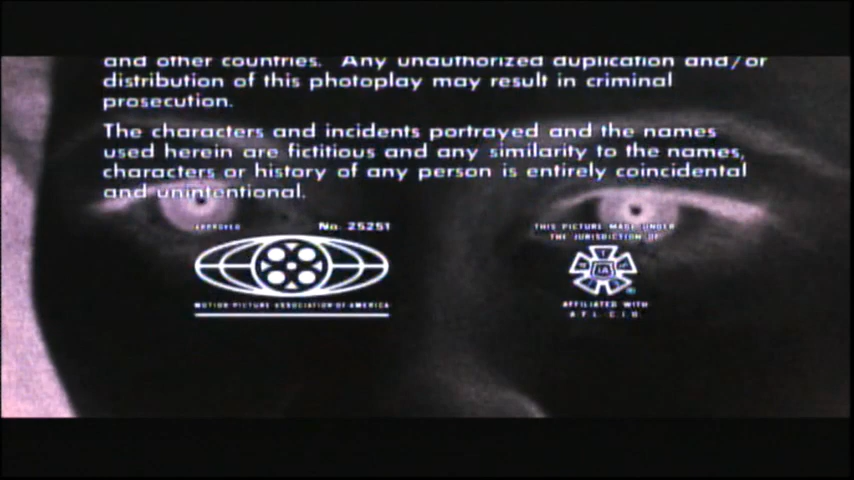 and other countries. Any unauthorized duplication and/or
distribution of this photoplay may result in criminal
prosecution.
The characters and incidents portrayed and the names
used herein are fictitious and any similarity to the names,
characters or history of any person is entirely coincidental
and unintentional.
APPROVED No. 25251
MOTION PICTURE ASSOCIATION OF AMERICA
THIS PICTURE MADE UNDER
THE JURISDICTION OF
IA
AFFILIATED WITH
A.F.L.-C.I.O.